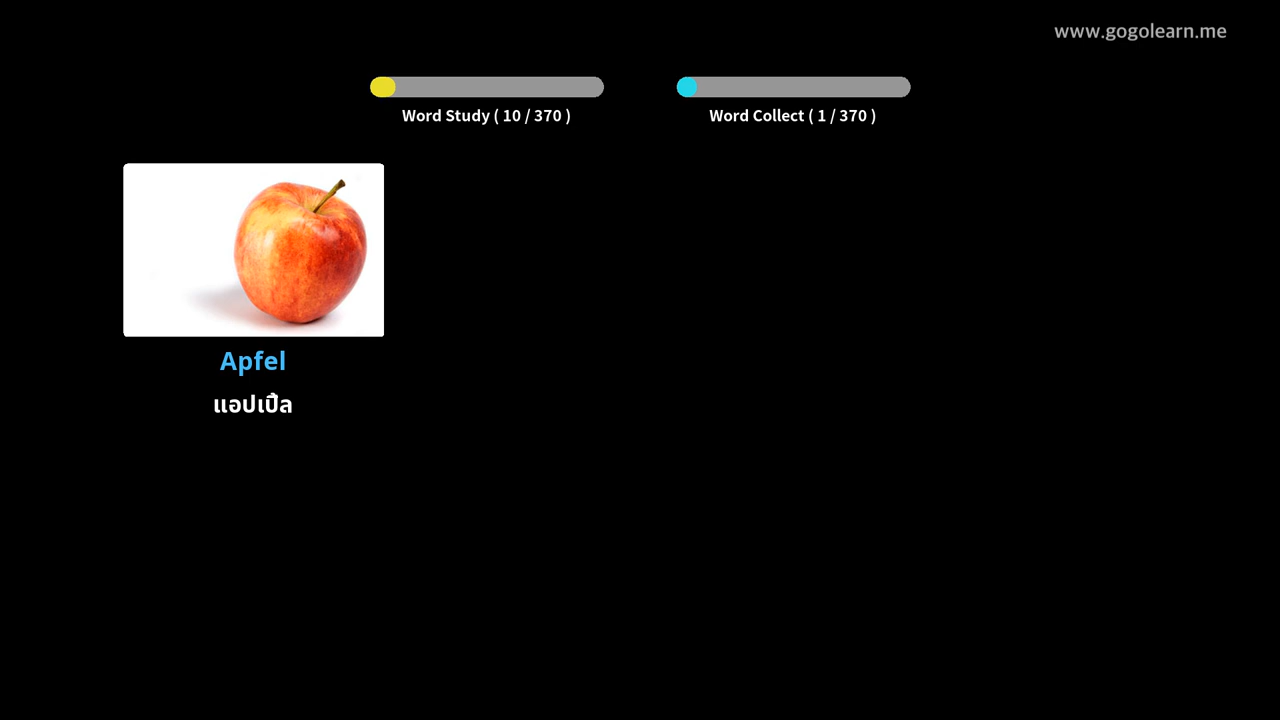 www.gogolearn.me
Word Study ( 10 / 370 )
Word Collect ( 1 / 370 )
Apfel
แอปเปิ้ล